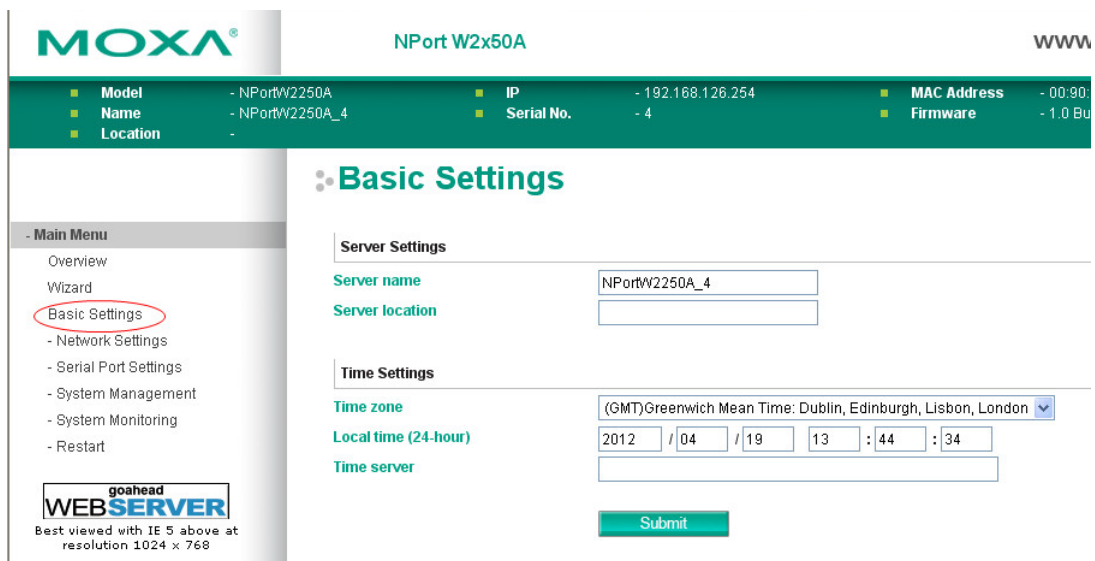 MOXA®
NPort W2x50A
www
Model - NPortW2250A
Name - NPortW2250A_4
Location -
IP - 192.168.126.254
Serial No. - 4
MAC Address - 00:90:
Firmware - 1.0 Bu
Basic Settings
- Main Menu
Overview
Wizard
Basic Settings
- Network Settings
- Serial Port Settings
- System Management
- System Monitoring
- Restart
goahead
WEBSERVER
Best viewed with IE 5 above at
resolution 1024 x 768
Server Settings
Server name NPortW2250A_4
Server location
Time Settings
Time zone (GMT)Greenwich Mean Time: Dublin, Edinburgh, Lisbon, London
Local time (24-hour) 2012 / 04 / 19 13 : 44 : 34
Time server
Submit